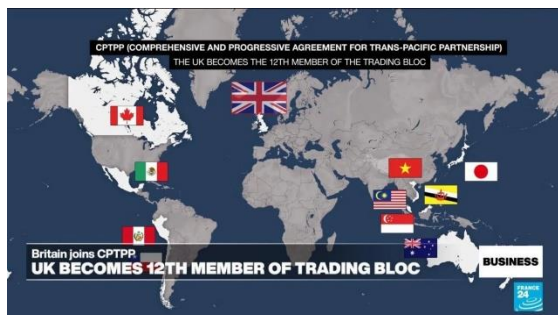 CPTPP (COMPREHENSIVE AND PROGRESSIVE AGREEMENT FOR TRANS-PACIFIC PARTNERSHIP)
THE UK BECOMES THE 12TH MEMBER OF THE TRADING BLOC
Britain joins CPTPP
UK BECOMES 12TH MEMBER OF TRADING BLOC
BUSINESS
FRANCE
24